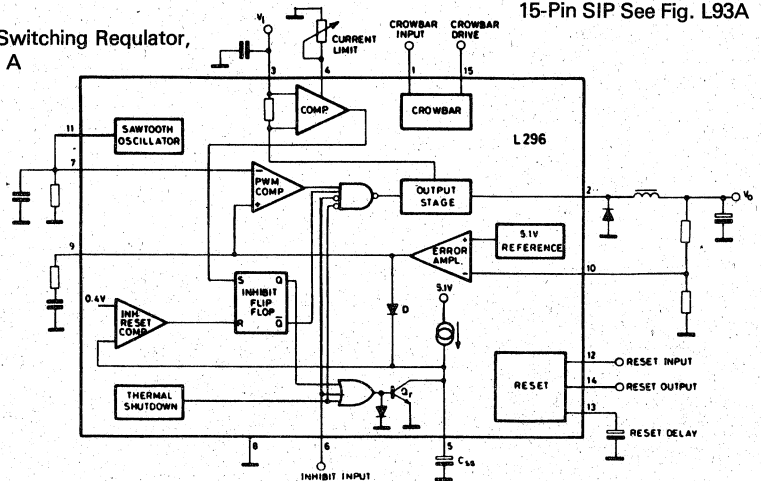 15-Pin SIP See Fig. L93A
Switching Requlator,
A
VI
CURRENT
LIMIT
CROWBAR
INPUT
CROWBAR
DRIVE
3
4
1
15
COMP.
CROWBAR
L296
11
SAWTOOTH
OSCILLATOR
7
PWM
COMP
OUTPUT
STAGE
2
VO
5.1V
REFERENCE
9
ERROR
AMPL.
10
0.4V
INH.
RESET
COMP.
S Q
INHIBIT
FLIP
FLOP
R Q
D
5.1V
THERMAL
SHUTDOWN
Qr
RESET
12 RESET INPUT
14 RESET OUTPUT
13
RESET DELAY
8
6
5
Css
INHIBIT INPUT